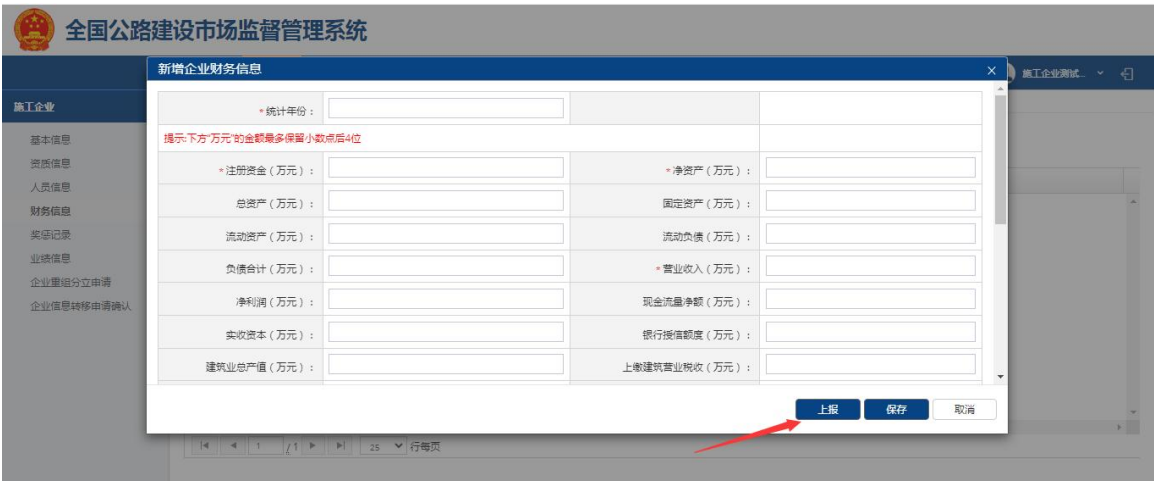 全国公路建设市场监督管理系统
施工企业测试...
施工企业
基本信息
资质信息
人员信息
财务信息
奖惩记录
业绩信息
企业重组分立申请
企业信息转移申请确认
新增企业财务信息
*统计年份：
提示:下方“万元”的金额最多保留小数点后4位
*注册资金（万元）： *净资产（万元）：
总资产（万元）： 固定资产（万元）：
流动资产（万元）： 流动负债（万元）：
负债合计（万元）： *营业收入（万元）：
净利润（万元）： 现金流量净额（万元）：
实收资本（万元）： 银行授信额度（万元）：
建筑业总产值（万元）： 上缴建筑营业税收（万元）：
上报 保存 取消
1 /1 25 行每页